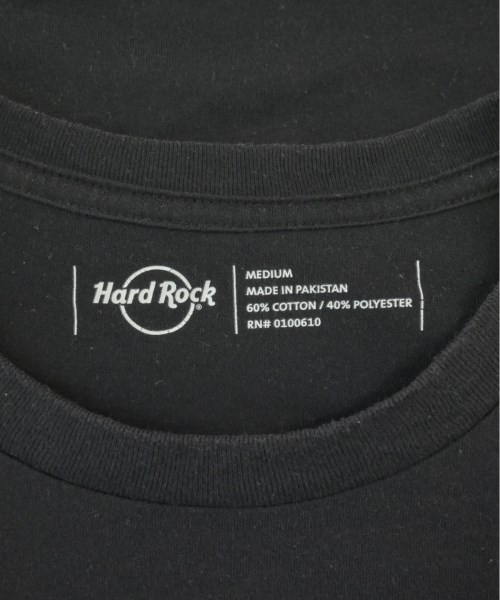 Hard Rock®
MEDIUM
MADE IN PAKISTAN
60% COTTON / 40% POLYESTER
RN# 0100610